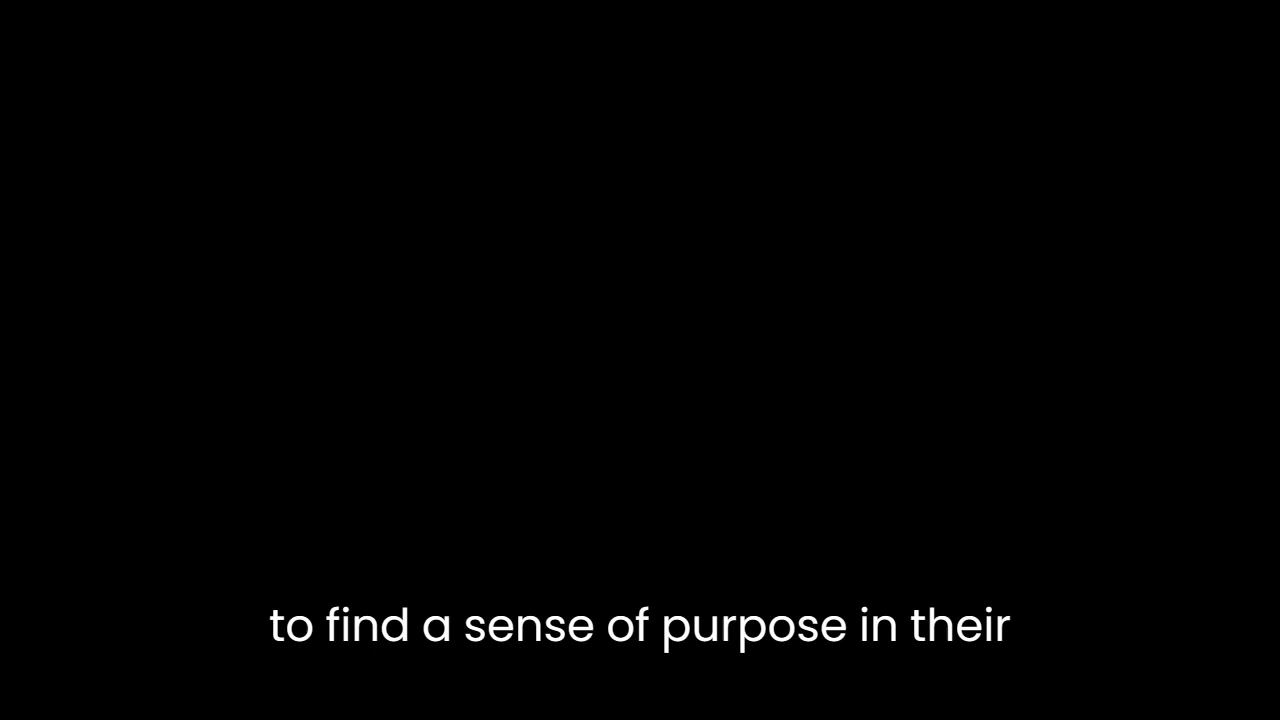 to find a sense of purpose in their